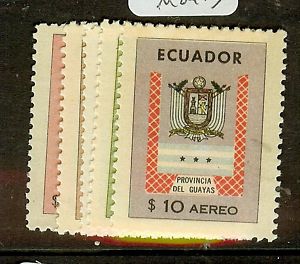 ECUADOR
PROVINCIA
DEL GUAYAS
$ 10 AEREO
$